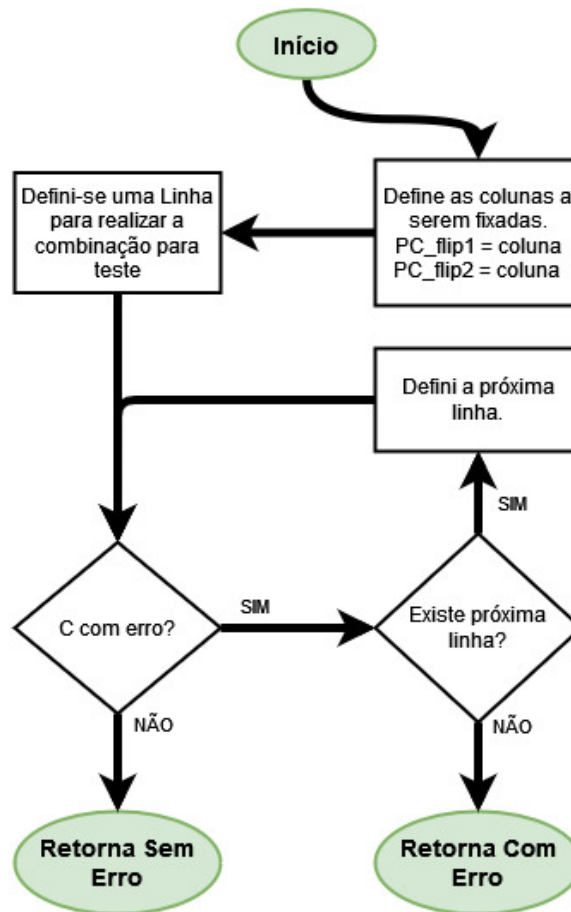 Início
Define as colunas a
serem fixadas.
PC_flip1 = coluna
PC_flip2 = coluna
Defini-se uma Linha
para realizar a
combinação para
teste
Defini a próxima
linha.
SIM
C com erro?
SIM
Existe próxima
linha?
NÃO
NÃO
Retorna Sem
Erro
Retorna Com
Erro